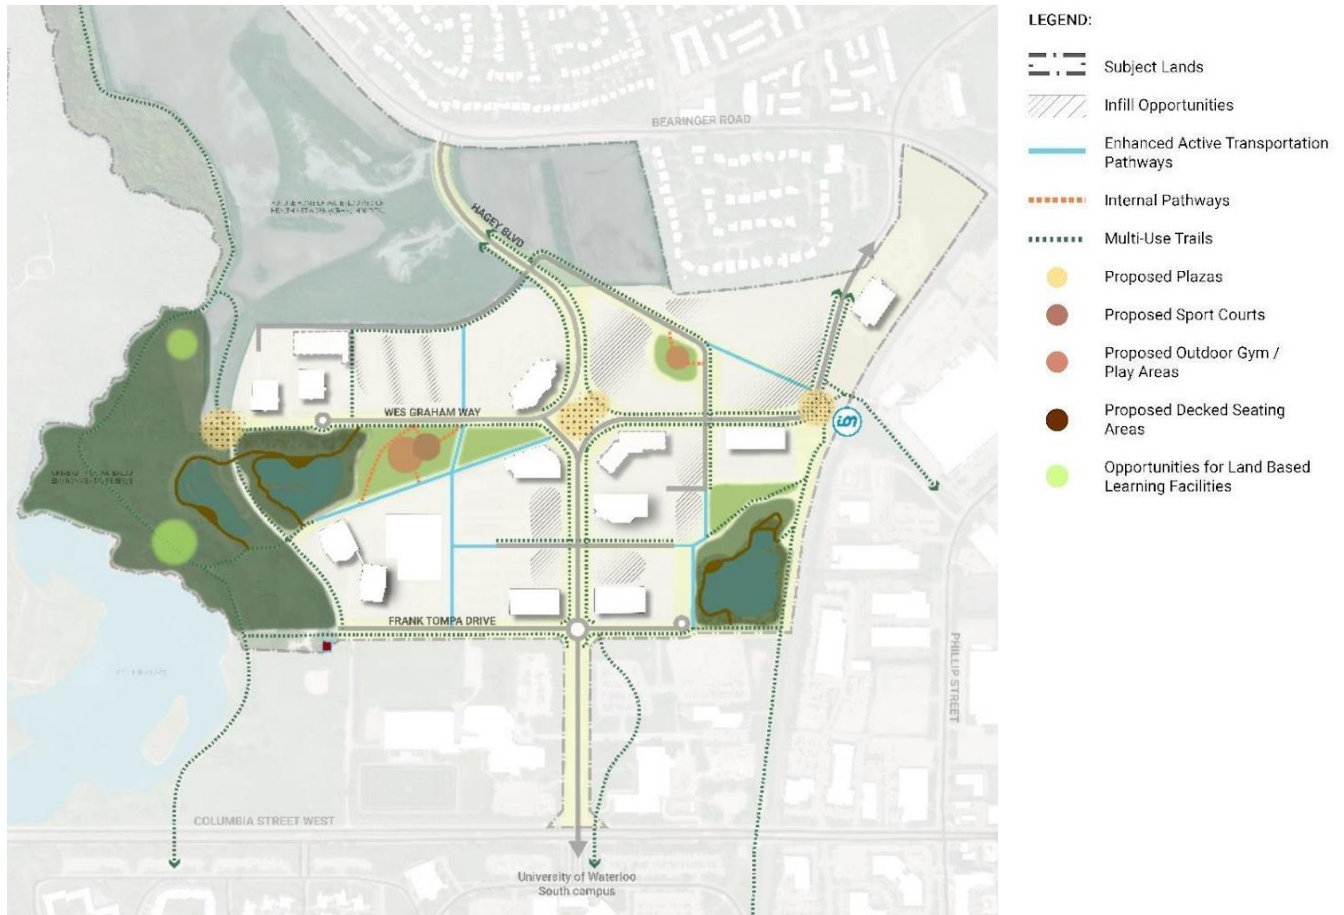 LEGEND:
Subject Lands
Infill Opportunities
Enhanced Active Transportation
Pathways
Internal Pathways
Multi-Use Trails
Proposed Plazas
Proposed Sport Courts
Proposed Outdoor Gym /
Play Areas
Proposed Decked Seating
Areas
Opportunities for Land Based
Learning Facilities
BEARINGER ROAD
HAGEY BLVD
WES GRAHAM WAY
ion
FRANK TOMPA DRIVE
PHILLIP STREET
COLUMBIA STREET WEST
University of Waterloo
South campus